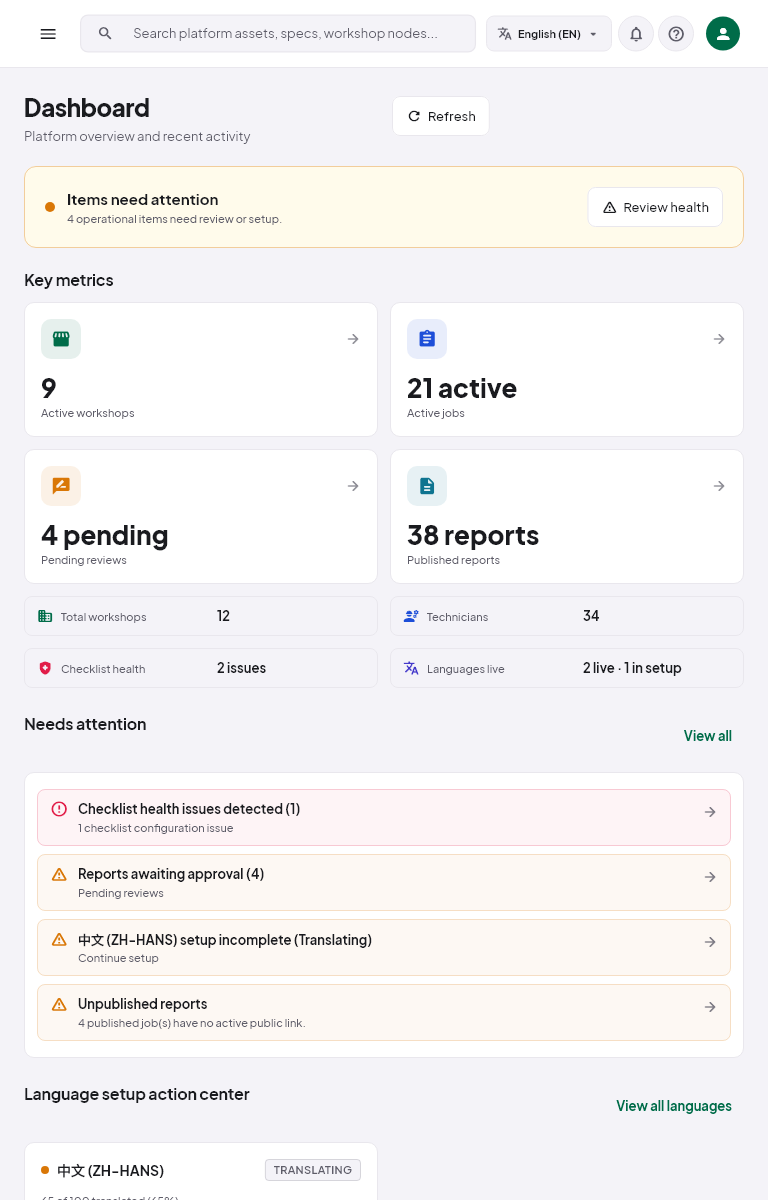 Search platform assets, specs, workshop nodes...
English (EN)
Dashboard
Platform overview and recent activity
Refresh
Items need attention
4 operational items need review or setup.
Review health
Key metrics
9
Active workshops
21 active
Active jobs
4 pending
Pending reviews
38 reports
Published reports
Total workshops 12
Technicians 34
Checklist health 2 issues
Languages live 2 live · 1 in setup
Needs attention
View all
Checklist health issues detected (1)
1 checklist configuration issue
Reports awaiting approval (4)
Pending reviews
中文 (ZH-HANS) setup incomplete (Translating)
Continue setup
Unpublished reports
4 published job(s) have no active public link.
Language setup action center
View all languages
中文 (ZH-HANS)
TRANSLATING